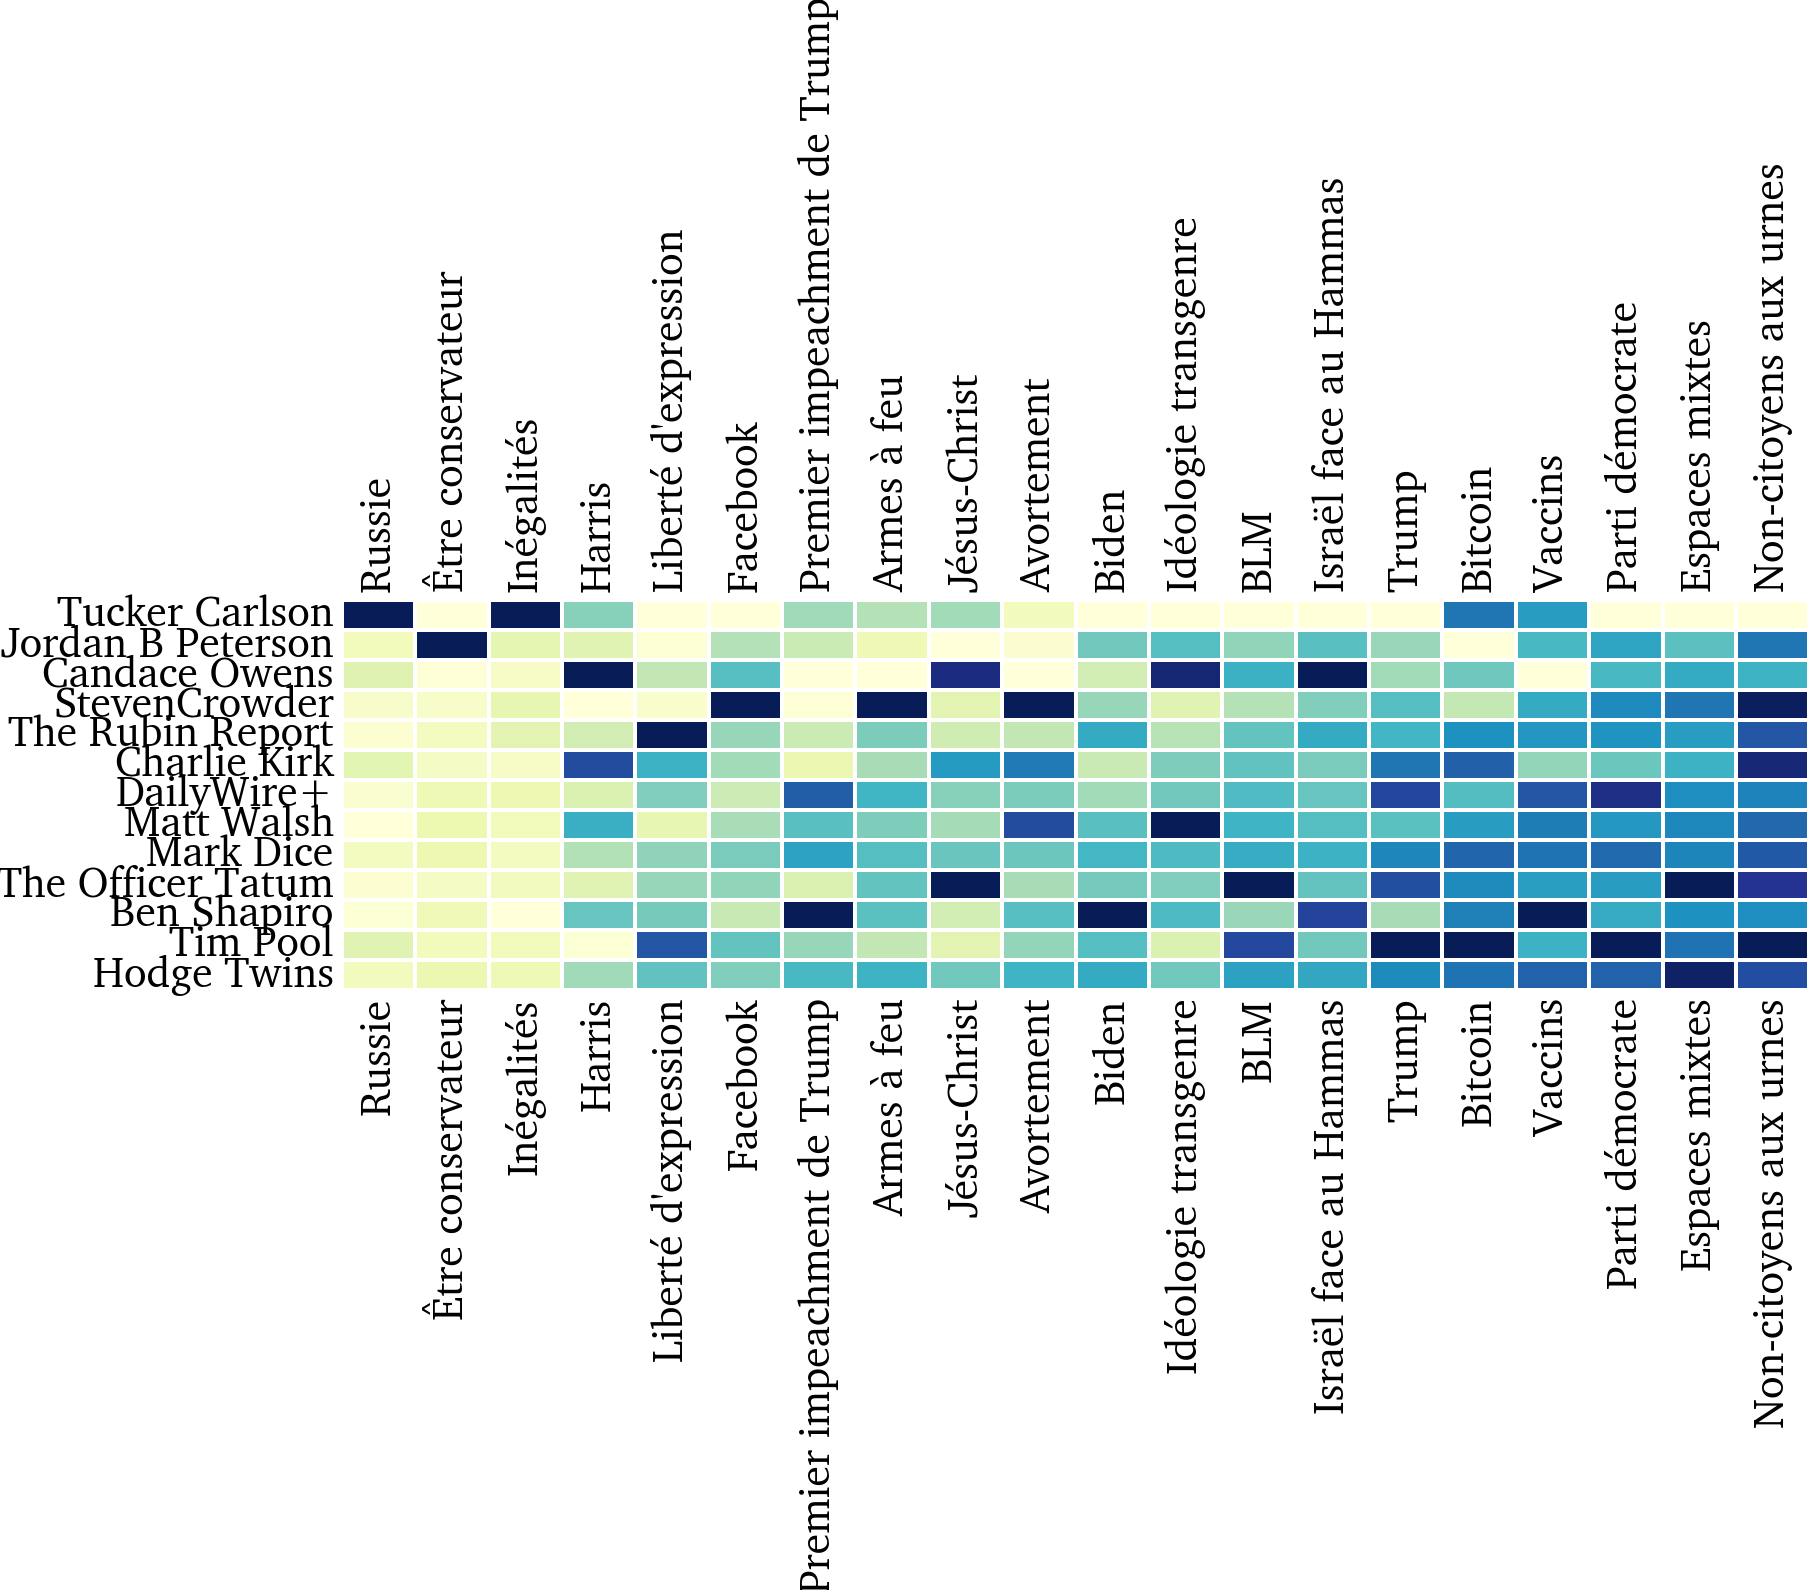 Russie
Être conservateur
Inégalités
Harris
Liberté d'expression
Facebook
Premier impeachment de Trump
Armes à feu
Jésus-Christ
Avortement
Biden
Idéologie transgenre
BLM
Israël face au Hammas
Trump
Bitcoin
Vaccins
Parti démocrate
Espaces mixtes
Non-citoyens aux urnes
Tucker Carlson
Jordan B Peterson
Candace Owens
StevenCrowder
The Rubin Report
Charlie Kirk
DailyWire+
Matt Walsh
Mark Dice
The Officer Tatum
Ben Shapiro
Tim Pool
Hodge Twins
Russie
Être conservateur
Inégalités
Harris
Liberté d'expression
Facebook
Premier impeachment de Trump
Armes à feu
Jésus-Christ
Avortement
Biden
Idéologie transgenre
BLM
Israël face au Hammas
Trump
Bitcoin
Vaccins
Parti démocrate
Espaces mixtes
Non-citoyens aux urnes